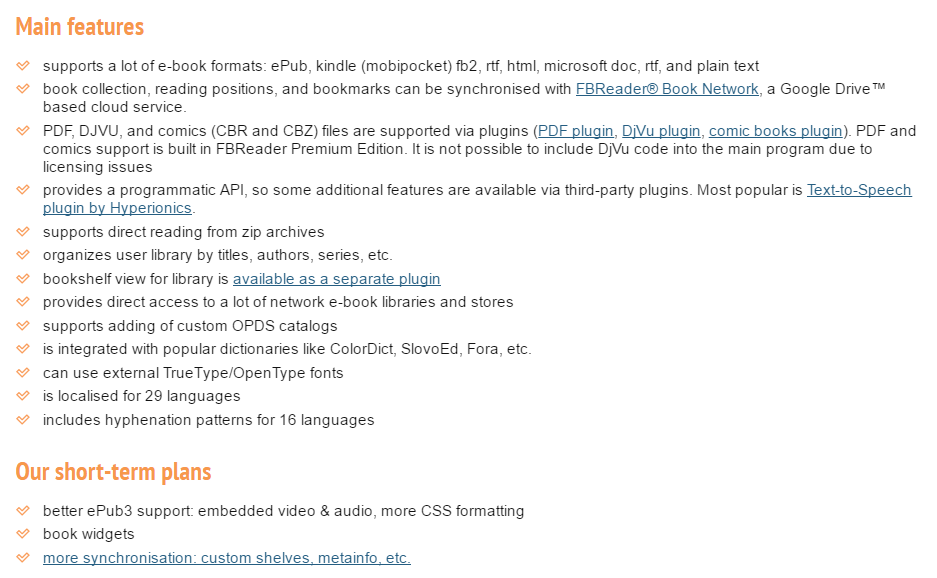 Main features
supports a lot of e-book formats: ePub, kindle (mobipocket) fb2, rtf, html, microsoft doc, rtf, and plain text
book collection, reading positions, and bookmarks can be synchronised with FBReader® Book Network, a Google Drive™
based cloud service.
PDF, DJVU, and comics (CBR and CBZ) files are supported via plugins (PDF plugin, DjVu plugin, comic books plugin). PDF and
comics support is built in FBReader Premium Edition. It is not possible to include DjVu code into the main program due to
licensing issues
provides a programmatic API, so some additional features are available via third-party plugins. Most popular is Text-to-Speech
plugin by Hyperionics.
supports direct reading from zip archives
organizes user library by titles, authors, series, etc.
bookshelf view for library is available as a separate plugin
provides direct access to a lot of network e-book libraries and stores
supports adding of custom OPDS catalogs
is integrated with popular dictionaries like ColorDict, SlovoEd, Fora, etc.
can use external TrueType/OpenType fonts
is localised for 29 languages
includes hyphenation patterns for 16 languages
Our short-term plans
better ePub3 support: embedded video & audio, more CSS formatting
book widgets
more synchronisation: custom shelves, metainfo, etc.